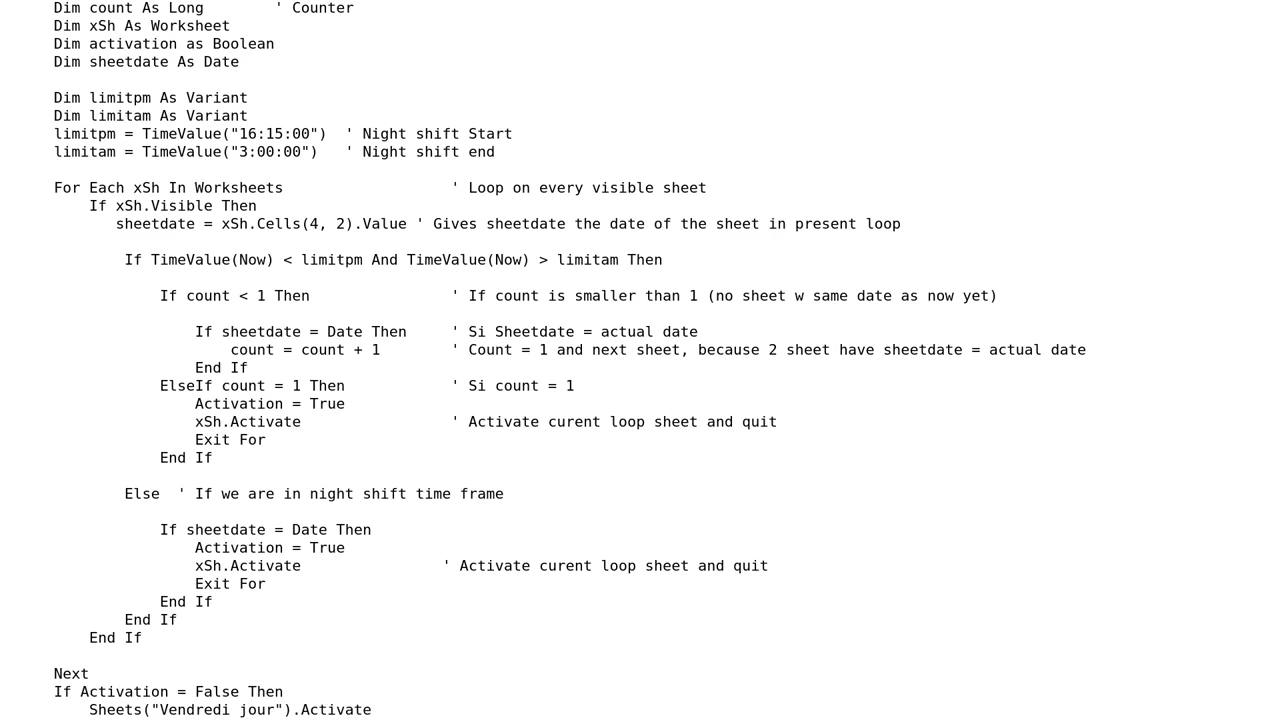 Dim count As Long        ' Counter
Dim xSh As Worksheet
Dim activation as Boolean
Dim sheetdate As Date
Dim limitpm As Variant
Dim limitam As Variant
limitpm = TimeValue("16:15:00")  ' Night shift Start
limitam = TimeValue("3:00:00")   ' Night shift end
For Each xSh In Worksheets                   ' Loop on every visible sheet
    If xSh.Visible Then
       sheetdate = xSh.Cells(4, 2).Value ' Gives sheetdate the date of the sheet in present loop
        If TimeValue(Now) < limitpm And TimeValue(Now) > limitam Then
            If count < 1 Then                ' If count is smaller than 1 (no sheet w same date as now yet)
                If sheetdate = Date Then     ' Si Sheetdate = actual date
                    count = count + 1        ' Count = 1 and next sheet, because 2 sheet have sheetdate = actual date
                End If
            ElseIf count = 1 Then            ' Si count = 1
                Activation = True
                xSh.Activate                 ' Activate curent loop sheet and quit
                Exit For
            End If
        Else  ' If we are in night shift time frame
            If sheetdate = Date Then
                Activation = True
                xSh.Activate                ' Activate curent loop sheet and quit
                Exit For
            End If
        End If
    End If
Next
If Activation = False Then
    Sheets("Vendredi jour").Activate